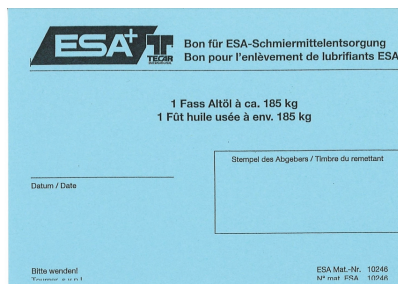 ESA+ TECAR
Bon für ESA-Schmiermittelentsorgung
Bon pour l'enlèvement de lubrifiants ESA
1 Fass Altöl à ca. 185 kg
1 Fût huile usée à env. 185 kg
Stempel des Abgebers / Timbre du remettant
Datum / Date
Bitte wenden!
Tournez, s.v.p.!
ESA Mat.-Nr. 10246
N° mat. ESA 10246